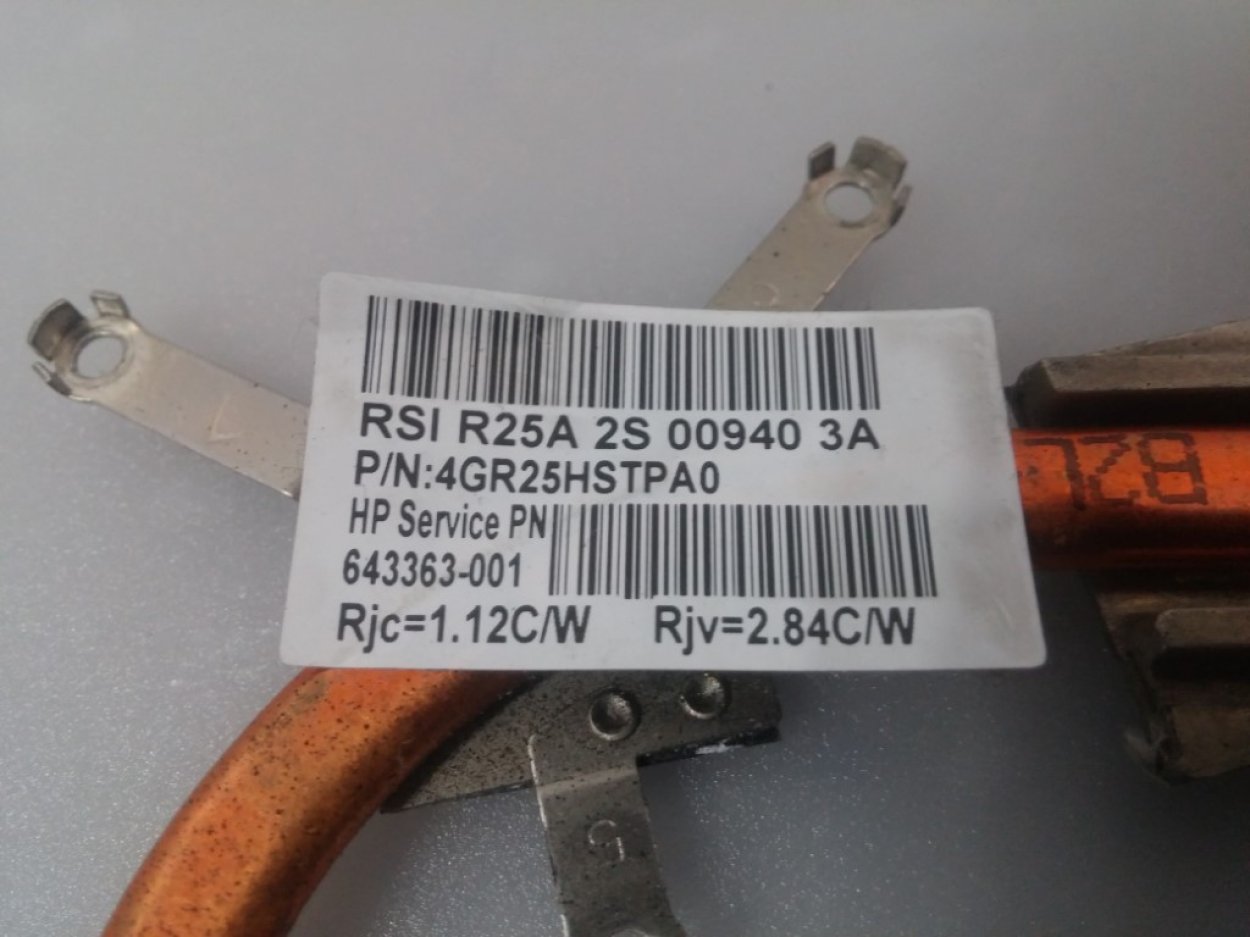 RSI R25A 2S 00940 3A
P/N:4GR25HSTPA0
HP Service PN
643363-001
Rjc=1.12C/W Rjv=2.84C/W
G